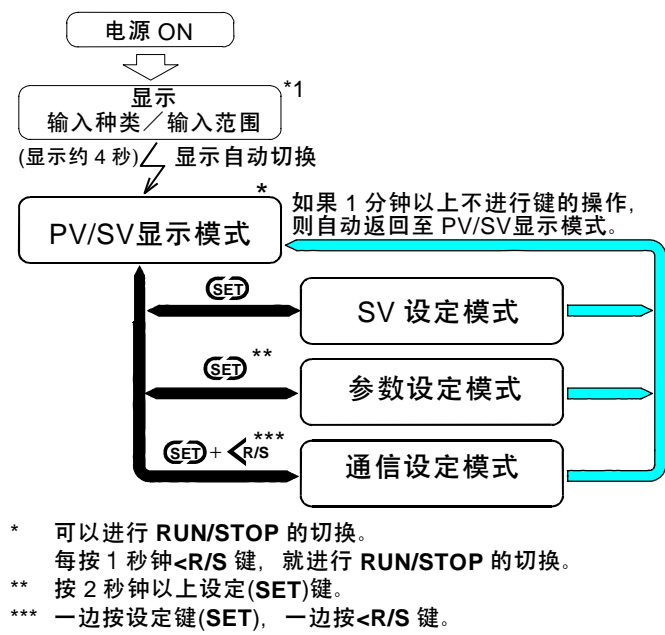 电源 ON
显示
输入种类／输入范围
*1
(显示约 4 秒)
显示自动切换
*
PV/SV显示模式
如果 1 分钟以上不进行键的操作,
则自动返回至 PV/SV显示模式。
SET
SV 设定模式
SET **
参数设定模式
SET + <R/S ***
通信设定模式
* 可以进行 RUN/STOP 的切换。
每按 1 秒钟<R/S 键, 就进行 RUN/STOP 的切换。
** 按 2 秒钟以上设定(SET)键。
*** 一边按设定键(SET), 一边按<R/S 键。